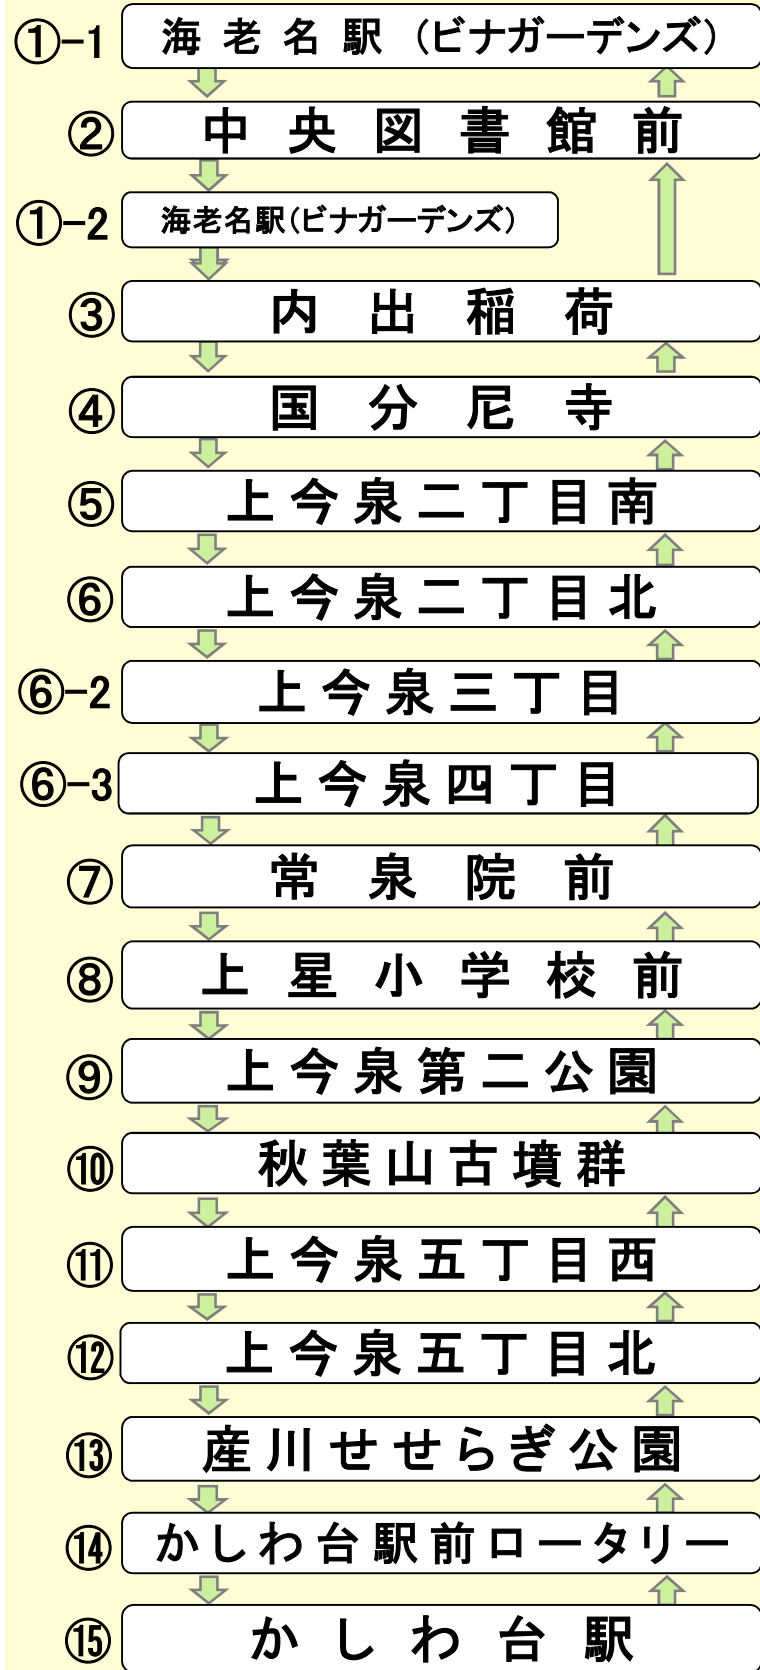 ①-1 海老名駅（ビナガーデンズ）
② 中央図書館前
①-2 海老名駅（ビナガーデンズ）
③ 内出稲荷
④ 国分尼寺
⑤ 上今泉二丁目南
⑥ 上今泉二丁目北
⑥-2 上今泉三丁目
⑥-3 上今泉四丁目
⑦ 常泉院前
⑧ 上星小学校前
⑨ 上今泉第二公園
⑩ 秋葉山古墳群
⑪ 上今泉五丁目西
⑫ 上今泉五丁目北
⑬ 産川せせらぎ公園
⑭ かしわ台駅前ロータリー
⑮ かしわ台駅